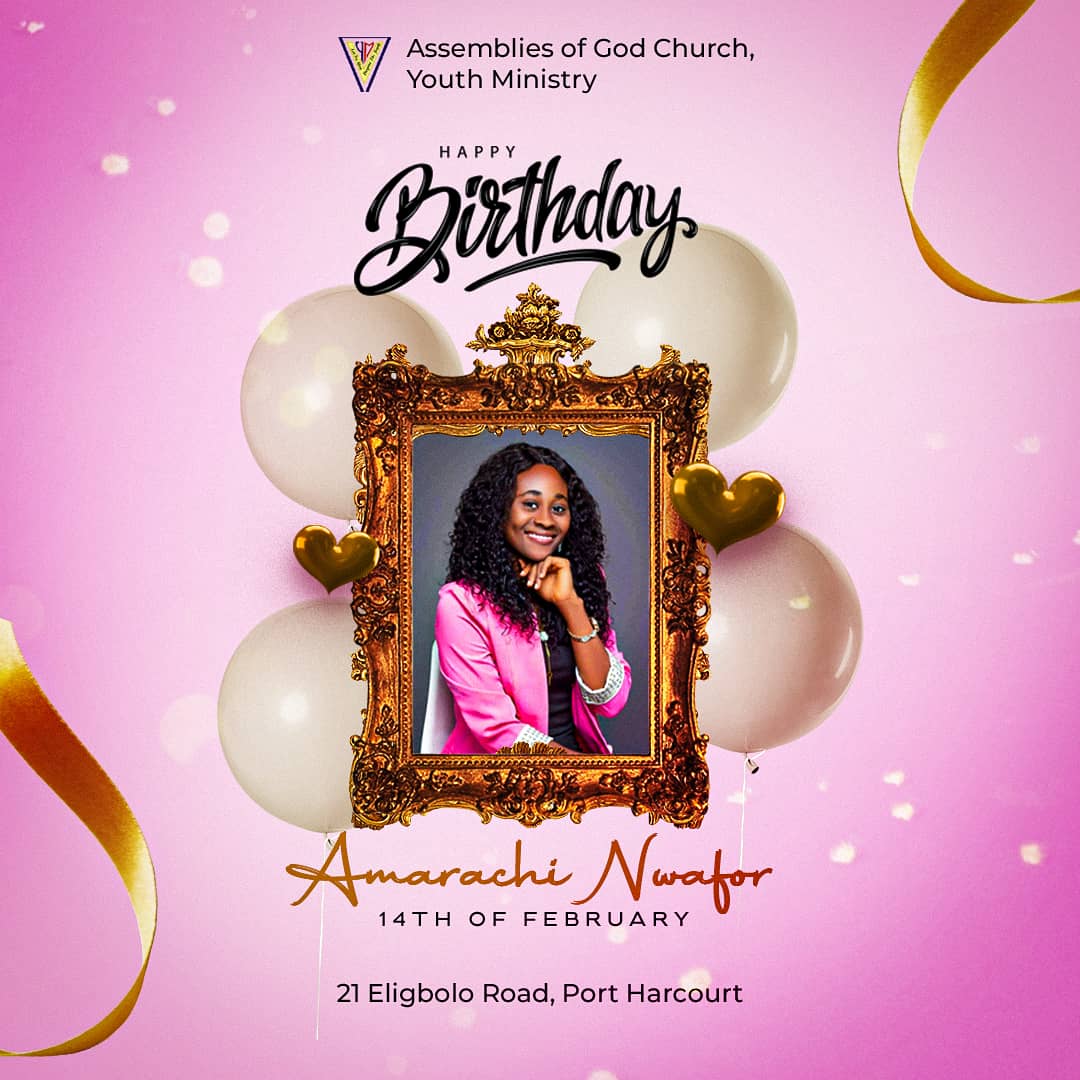 Assemblies of God Church,
Youth Ministry
HAPPY
Birthday
Amarachi Nwafor
14TH OF FEBRUARY
21 Eligbolo Road, Port Harcourt